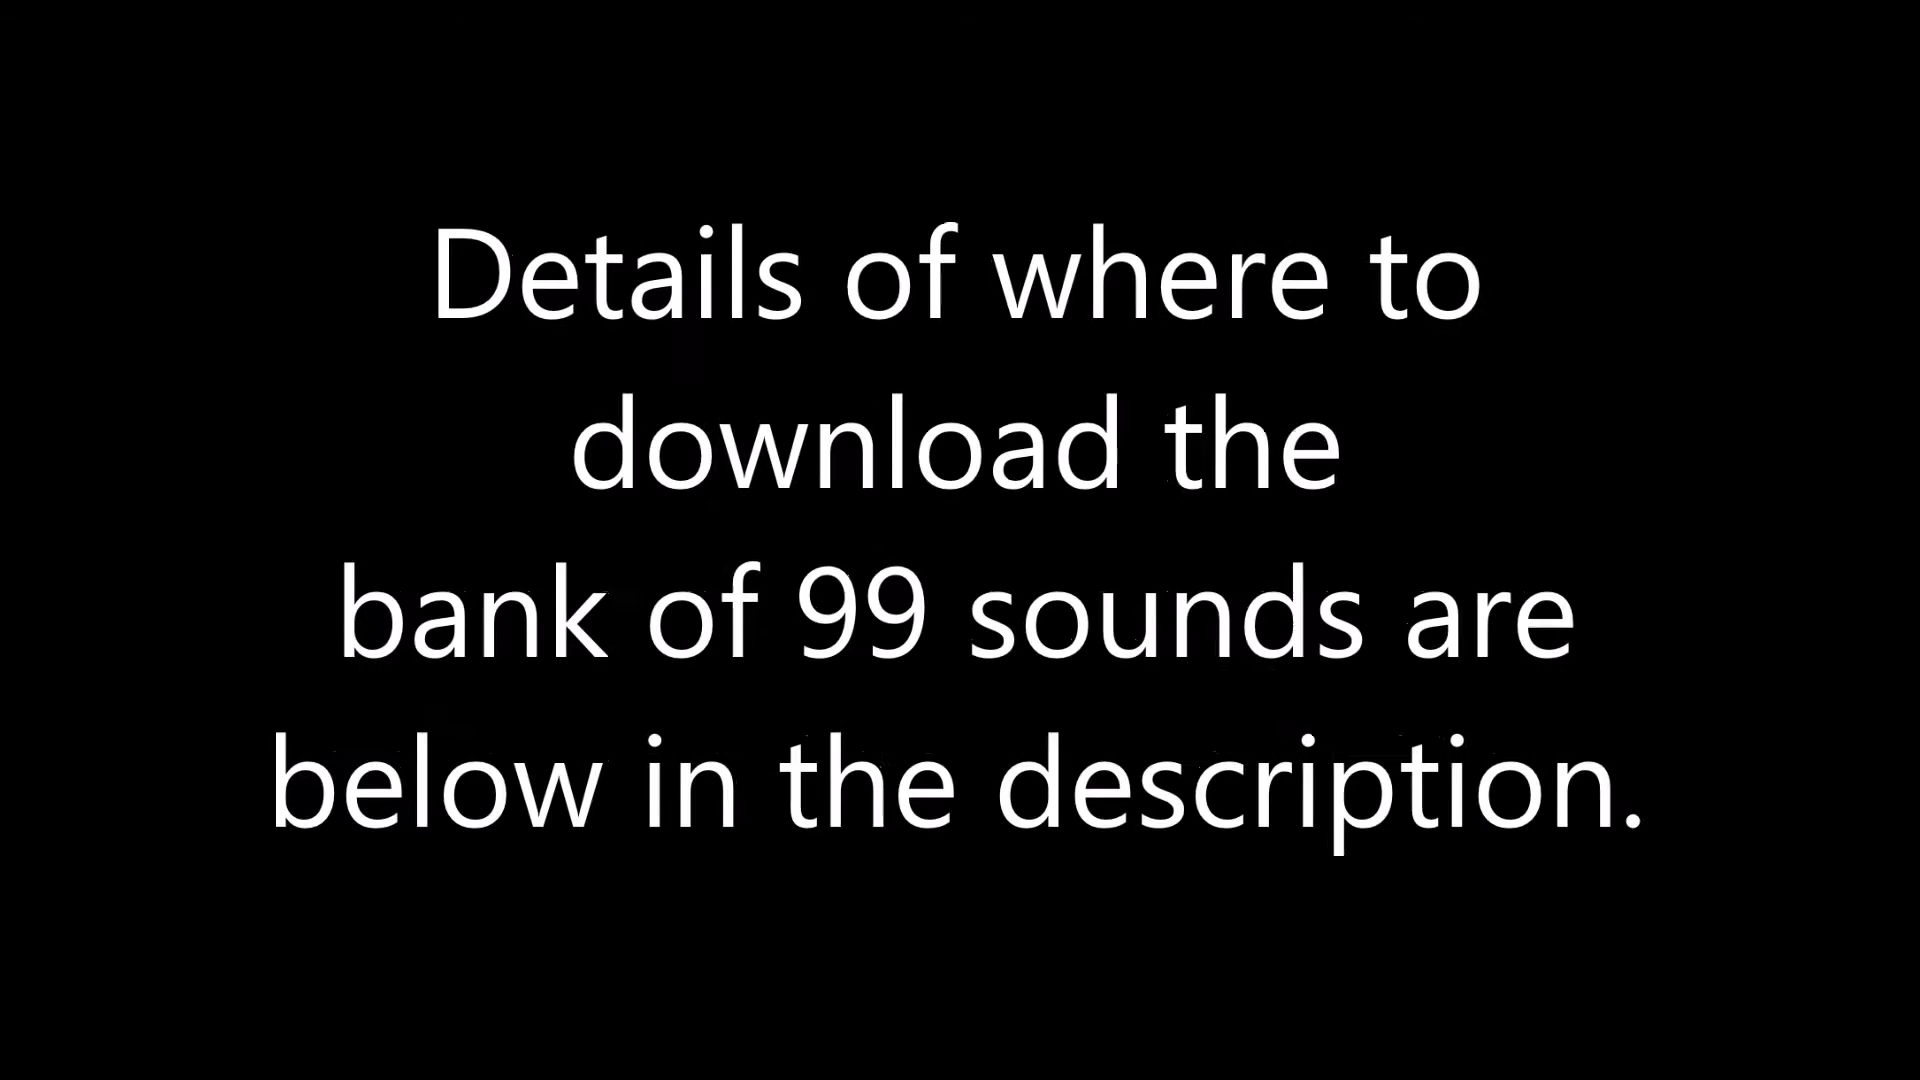 Details of where to
download the
bank of 99 sounds are
below in the description.